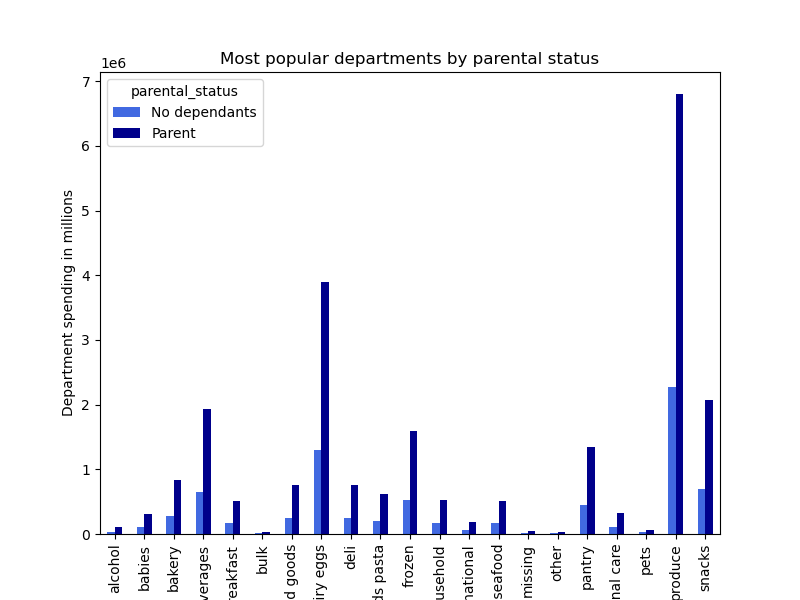 Most popular departments by parental status
1e6
parental_status
No dependants
Parent
Department spending in millions
7
6
5
4
3
2
1
0
alcohol
babies
bakery
verages
eakfast
bulk
d goods
iry eggs
deli
ds pasta
frozen
usehold
national
seafood
missing
other
pantry
nal care
pets
produce
snacks